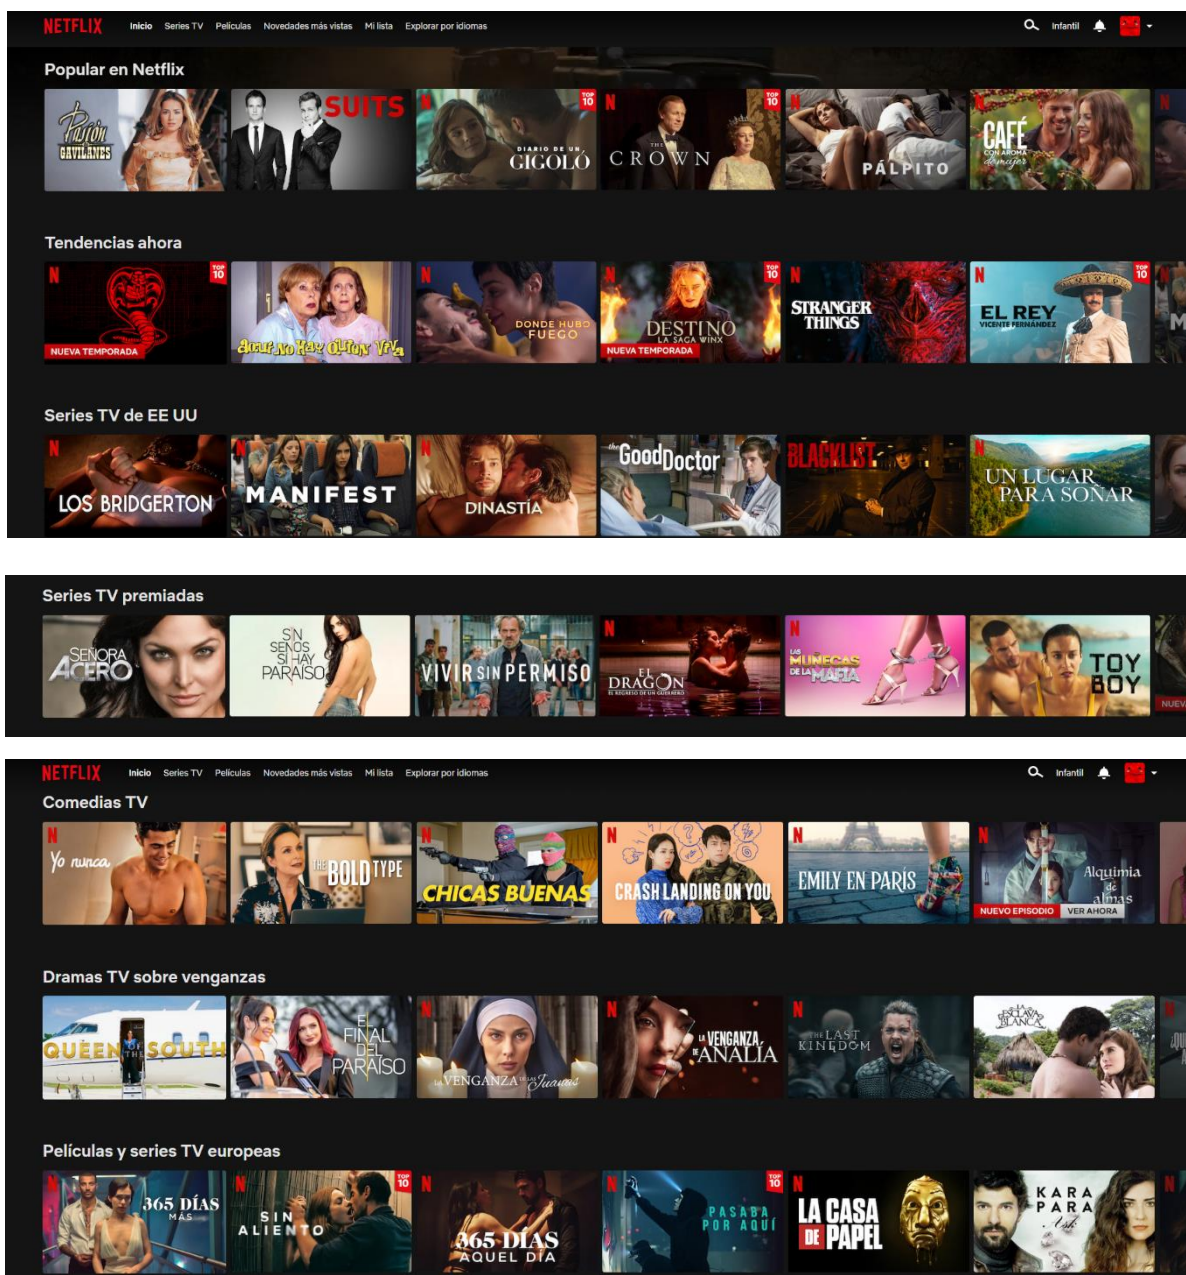 NETFLIX Inicio Series TV Películas Novedades más vistas Mi lista Explorar por idiomas Infantil
Popular en Netflix
Pasión
de
GAVILANES
SUITS
N
DIARIO DE UN
GIGOLÓ
TOP
10
N
THE
CROWN
TOP
10
N
PÁLPITO
N
CAFÉ
CON AROMA
de mujer
N
Tendencias ahora
N
TOP
10
NUEVA TEMPORADA
Aquí No Hay Quien Viva
N
DONDE HUBO
FUEGO
N
TOP
10
DESTINO
LA SAGA WINX
NUEVA TEMPORADA
N
STRANGER
THINGS
N
TOP
10
EL REY
VICENTE FERNÁNDEZ
N
M
Series TV de EE UU
N
LOS BRIDGERTON
N
MANIFEST
N
DINASTÍA
the
Good Doctor
BLACKLIST
N
UN LUGAR
PARA SOÑAR
Series TV premiadas
SEÑORA
ACERO
SIN
SENOS
SÍ HAY
PARAÍSO
VIVIR SIN PERMISO
N
EL
DRAGÓN
EL REGRESO DE UN GUERRERO
N
LAS
MUÑECAS
DE LA MAFIA
TOY
BOY
NUEV
NETFLIX Inicio Series TV Películas Novedades más vistas Mi lista Explorar por idiomas Infantil
Comedias TV
N
Yo nunca
THE BOLD TYPE
N
CHICAS BUENAS
N
CRASH LANDING ON YOU
N
EMILY EN PARÍS
N
Alquimia
de
almas
NUEVO EPISODIO VER AHORA
Dramas TV sobre venganzas
QUEEN OF THE SOUTH
EL
FINAL
DEL
PARAÍSO
N
LA VENGANZA DE LAS Juanas
N
LA VENGANZA
DE ANALÍA
N
THE LAST
KINGDOM
LA
ESCLAVA
BLANCA
N
Películas y series TV europeas
N
365 DÍAS
MÁS
N
TOP
10
SIN
ALIENTO
N
365 DÍAS
AQUEL DÍA
N
TOP
10
PASABA
POR AQUÍ
N
LA CASA
DE PAPEL
KARA
PARA
Ask
N